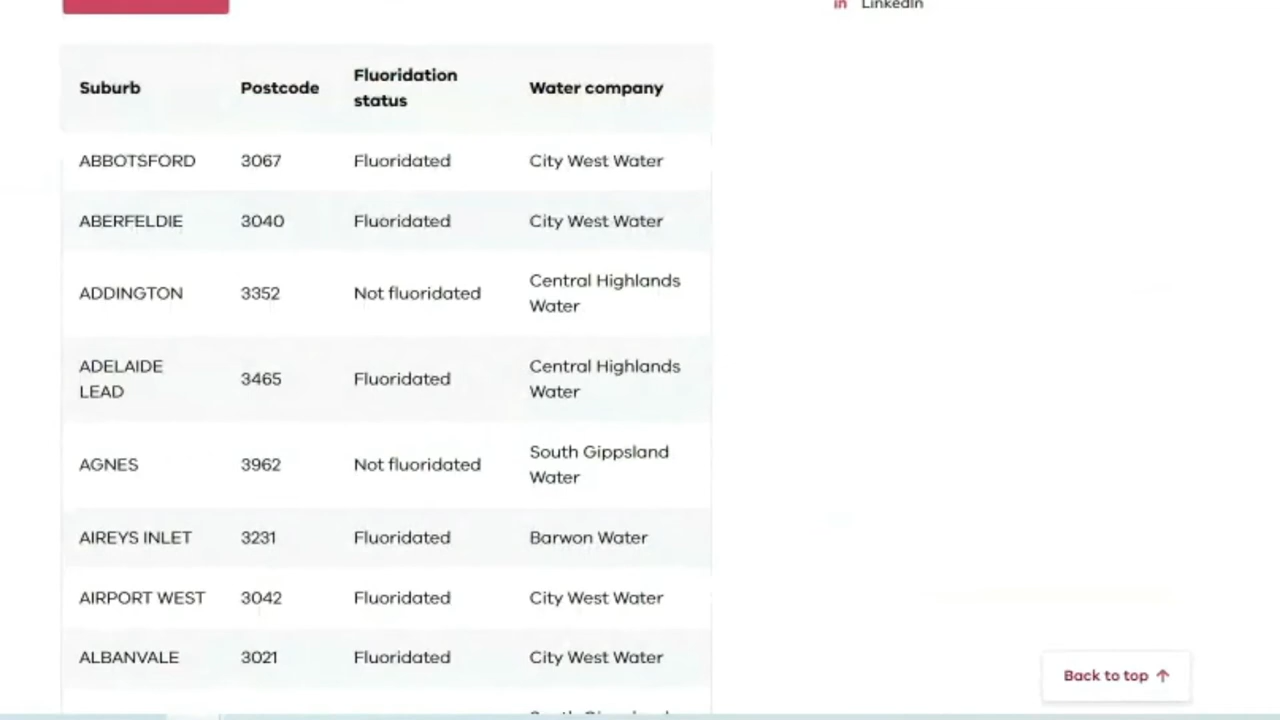 in LinkedIn
Suburb Postcode Fluoridation status Water company
ABBOTSFORD 3067 Fluoridated City West Water
ABERFELDIE 3040 Fluoridated City West Water
ADDINGTON 3352 Not fluoridated Central Highlands Water
ADELAIDE LEAD 3465 Fluoridated Central Highlands Water
AGNES 3962 Not fluoridated South Gippsland Water
AIREYS INLET 3231 Fluoridated Barwon Water
AIRPORT WEST 3042 Fluoridated City West Water
ALBANVALE 3021 Fluoridated City West Water
Back to top ↑